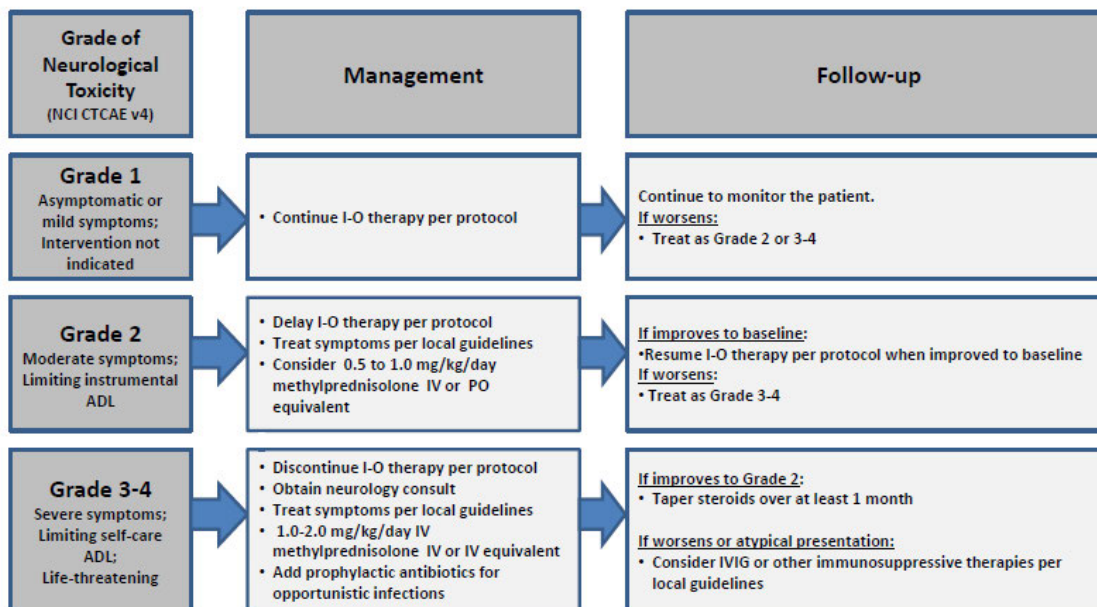 Grade of
Neurological
Toxicity
(NCI CTCAE v4)
Management
Follow-up
Grade 1
Asymptomatic or
mild symptoms;
Intervention not
indicated
• Continue I-O therapy per protocol
Continue to monitor the patient.
If worsens:
• Treat as Grade 2 or 3-4
Grade 2
Moderate symptoms;
Limiting instrumental
ADL
• Delay I-O therapy per protocol
• Treat symptoms per local guidelines
• Consider 0.5 to 1.0 mg/kg/day
methylprednisolone IV or PO
equivalent
If improves to baseline:
•Resume I-O therapy per protocol when improved to baseline
If worsens:
• Treat as Grade 3-4
Grade 3-4
Severe symptoms;
Limiting self-care
ADL;
Life-threatening
• Discontinue I-O therapy per protocol
• Obtain neurology consult
• Treat symptoms per local guidelines
• 1.0-2.0 mg/kg/day IV
methylprednisolone IV or IV equivalent
• Add prophylactic antibiotics for
opportunistic infections
If improves to Grade 2:
• Taper steroids over at least 1 month
If worsens or atypical presentation:
• Consider IVIG or other immunosuppressive therapies per
local guidelines